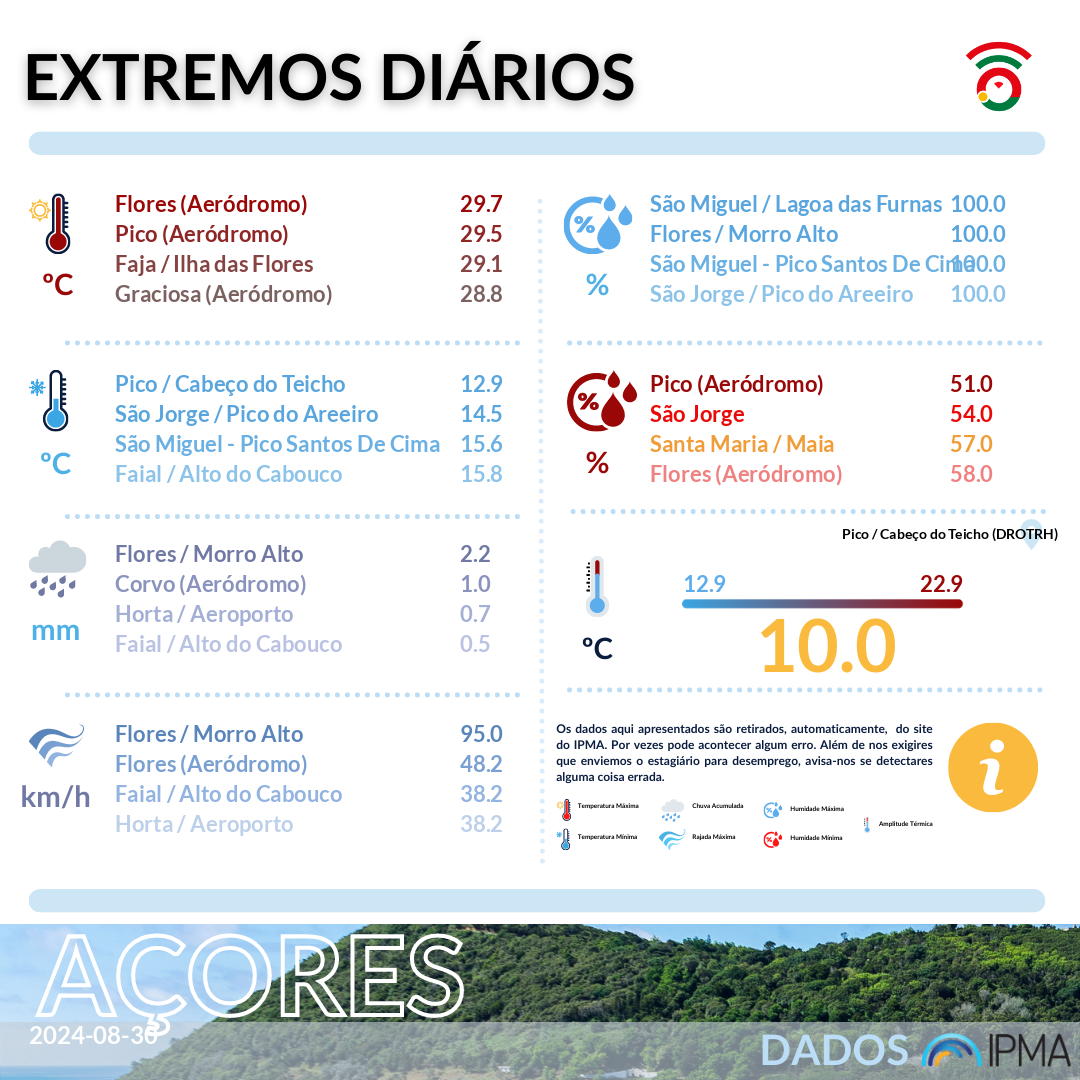 EXTREMOS DIÁRIOS
Flores (Aeródromo) 29.7
Pico (Aeródromo) 29.5
Faja / Ilha das Flores 29.1
Graciosa (Aeródromo) 28.8
ºC
Pico / Cabeço do Teicho 12.9
São Jorge / Pico do Areeiro 14.5
São Miguel - Pico Santos De Cima 15.6
Faial / Alto do Cabouco 15.8
ºC
Flores / Morro Alto 2.2
Corvo (Aeródromo) 1.0
Horta / Aeroporto 0.7
Faial / Alto do Cabouco 0.5
mm
Flores / Morro Alto 95.0
Flores (Aeródromo) 48.2
Faial / Alto do Cabouco 38.2
Horta / Aeroporto 38.2
km/h
%
São Miguel / Lagoa das Furnas 100.0
Flores / Morro Alto 100.0
São Miguel - Pico Santos De Cima 100.0
São Jorge / Pico do Areeiro 100.0
%
%
Pico (Aeródromo) 51.0
São Jorge 54.0
Santa Maria / Maia 57.0
Flores (Aeródromo) 58.0
%
Pico / Cabeço do Teicho (DROTRH)
12.9 22.9
10.0
ºC
Os dados aqui apresentados são retirados, automaticamente, do site
do IPMA. Por vezes pode acontecer algum erro. Além de nos exigires
que enviemos o estagiário para desemprego, avisa-nos se detectares
alguma coisa errada.
i
Temperatura Máxima Chuva Acumulada Humidade Máxima
Amplitude Térmica
Temperatura Mínima Rajada Máxima Humidade Mínima
AÇORES
2024-08-30
DADOS IPMA